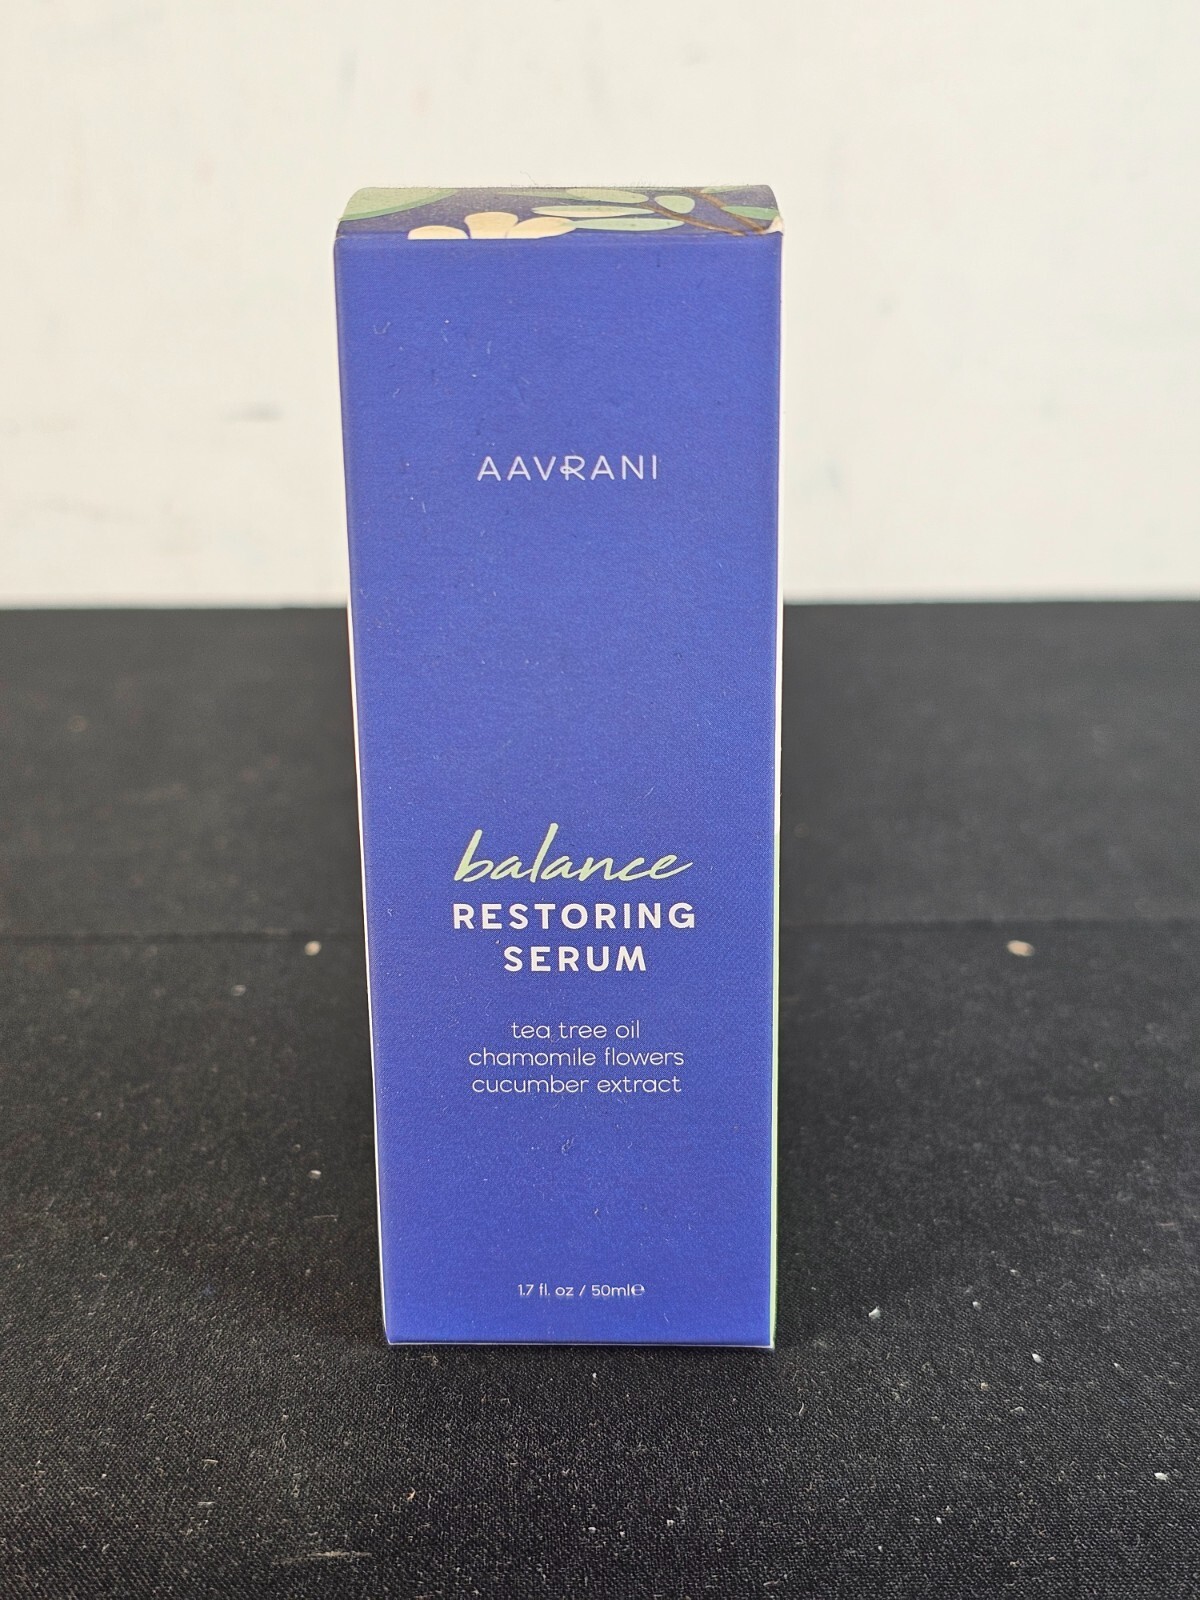 AAVRANI
balance
RESTORING
SERUM
tea tree oil
chamomile flowers
cucumber extract
1.7 fl. oz / 50ml℮